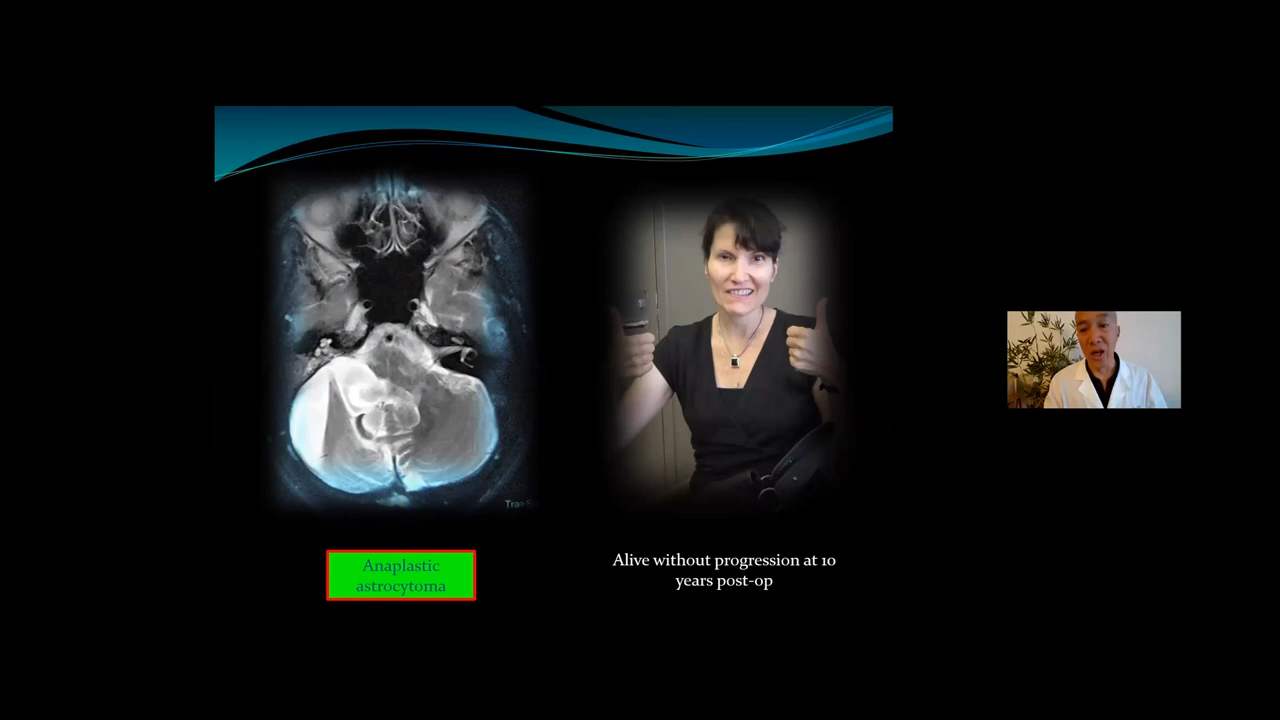 Anaplastic
astrocytoma
Alive without progression at 10
years post-op